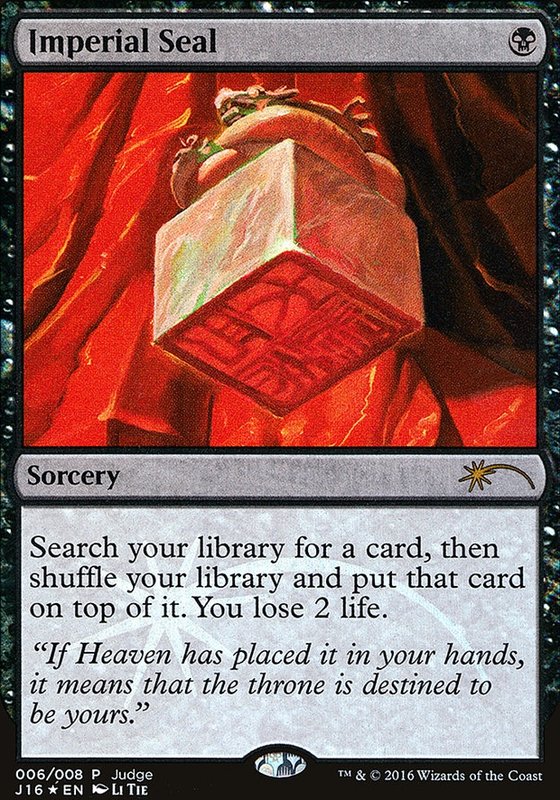 Imperial Seal
Sorcery
Search your library for a card, then
shuffle your library and put that card
on top of it. You lose 2 life.
“If Heaven has placed it in your hands,
it means that the throne is destined to
be yours.”
006/008 P Judge
J16★EN Li Tie
™ & © 2016 Wizards of the Coast